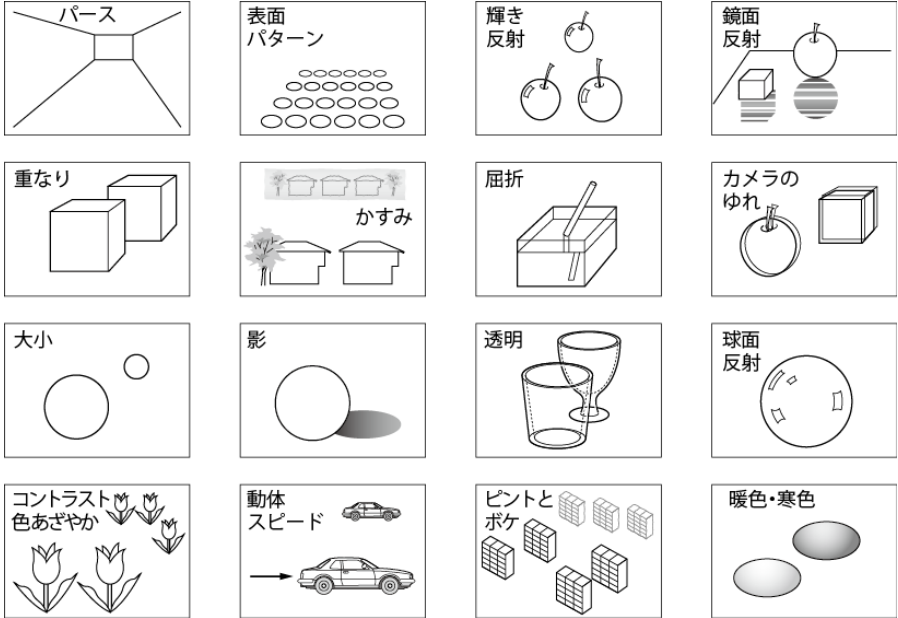 パース
表面
パターン
輝き
反射
鏡面
反射
重なり
かすみ
屈折
カメラの
ゆれ
大小
影
透明
球面
反射
コントラスト
色あざやか
動体
スピード
ピントと
ボケ
暖色・寒色